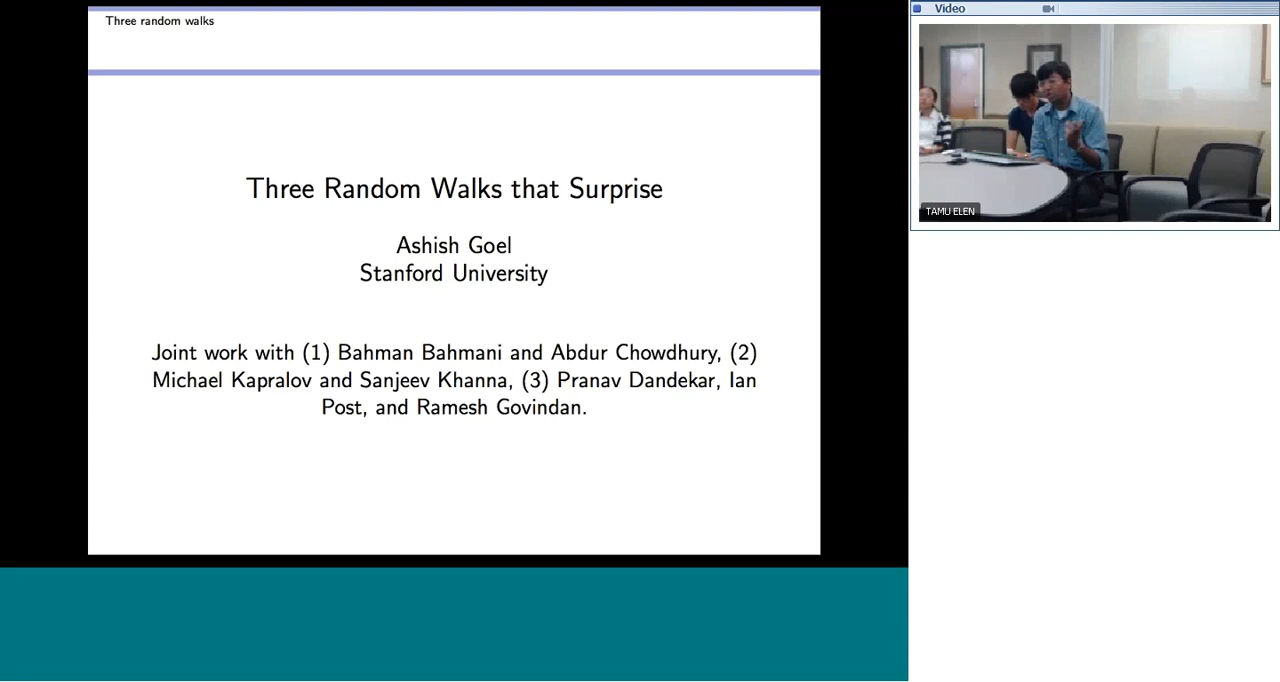 Three random walks
Three Random Walks that Surprise
Ashish Goel
Stanford University
Joint work with (1) Bahman Bahmani and Abdur Chowdhury, (2)
Michael Kapralov and Sanjeev Khanna, (3) Pranav Dandekar, Ian
Post, and Ramesh Govindan.
Video
TAMU ELEN